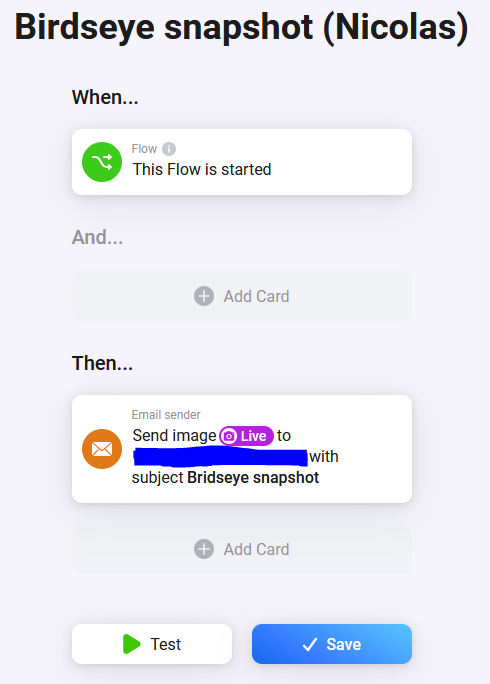 Birdseye snapshot (Nicolas)
When...
Flow
This Flow is started
And...
Add Card
Then...
Email sender
Send image Live to
with
subject Bridseye snapshot
Add Card
Test
Save